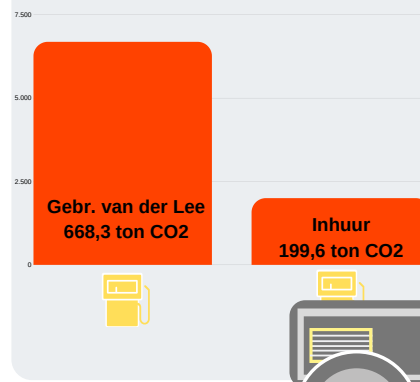 7.500
5.000
2.500
0
Gebr. van der Lee
668,3 ton CO2
Inhuur
199,6 ton CO2